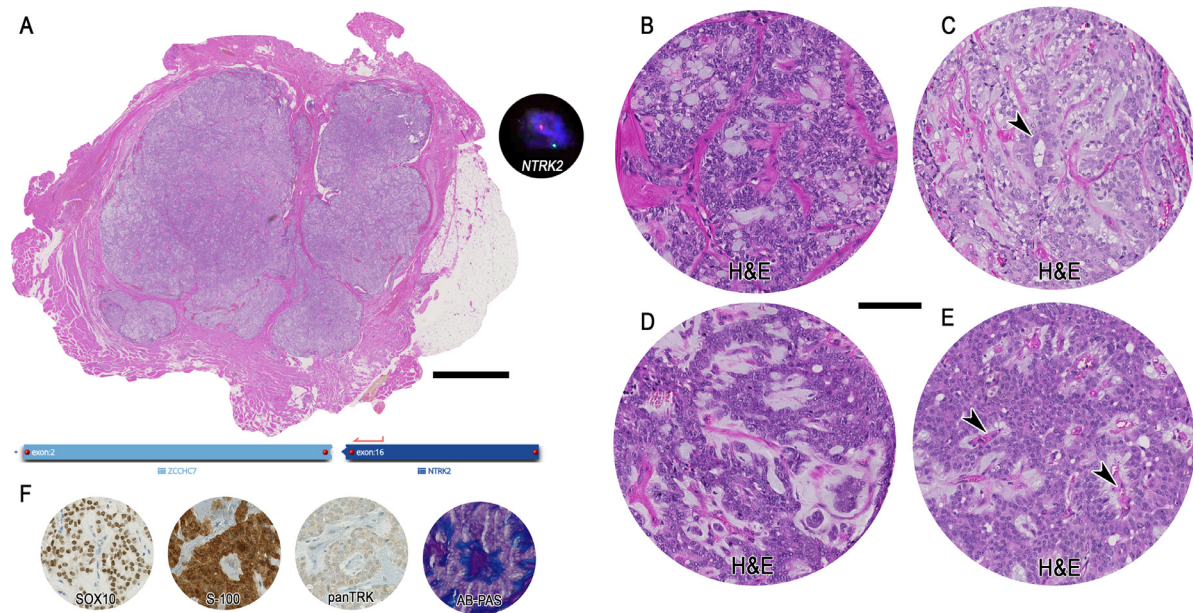 A
NTRK2
B
H&E
C
H&E
D
H&E
E
H&E
exon:2
exon:16
ZCCHC7
NTRK2
F
SOX10
S-100
panTRK
AB-PAS